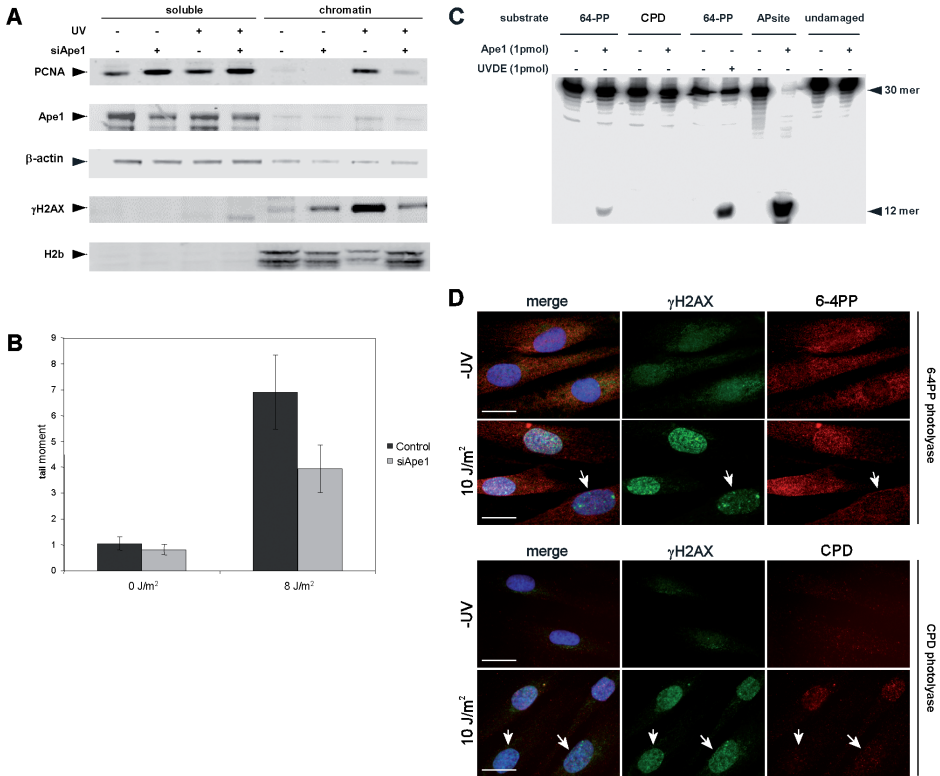 A
soluble chromatin
UV - - + + - - + +
siApe1 - + - + - + - +
PCNA
Ape1
β-actin
γH2AX
H2b
B
9
8
7
6
5
4
3
2
1
0
tail moment
0 J/m²
8 J/m²
Control
siApe1
C
substrate 64-PP CPD 64-PP APsite undamaged
Ape1 (1pmol) - + - + - - - + - +
UVDE (1pmol) - +
30 mer
12 mer
D
merge γH2AX 6-4PP
-UV
10 J/m²
6-4PP photolyase
merge γH2AX CPD
-UV
10 J/m²
CPD photolyase